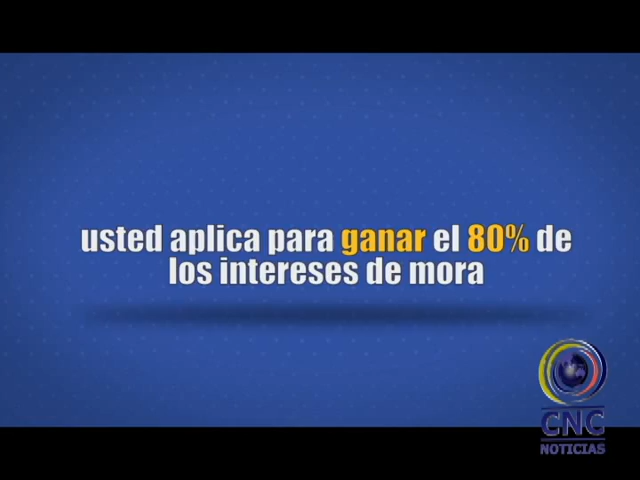 usted aplica para ganar el 80% de
los intereses de mora
CNC
NOTICIAS